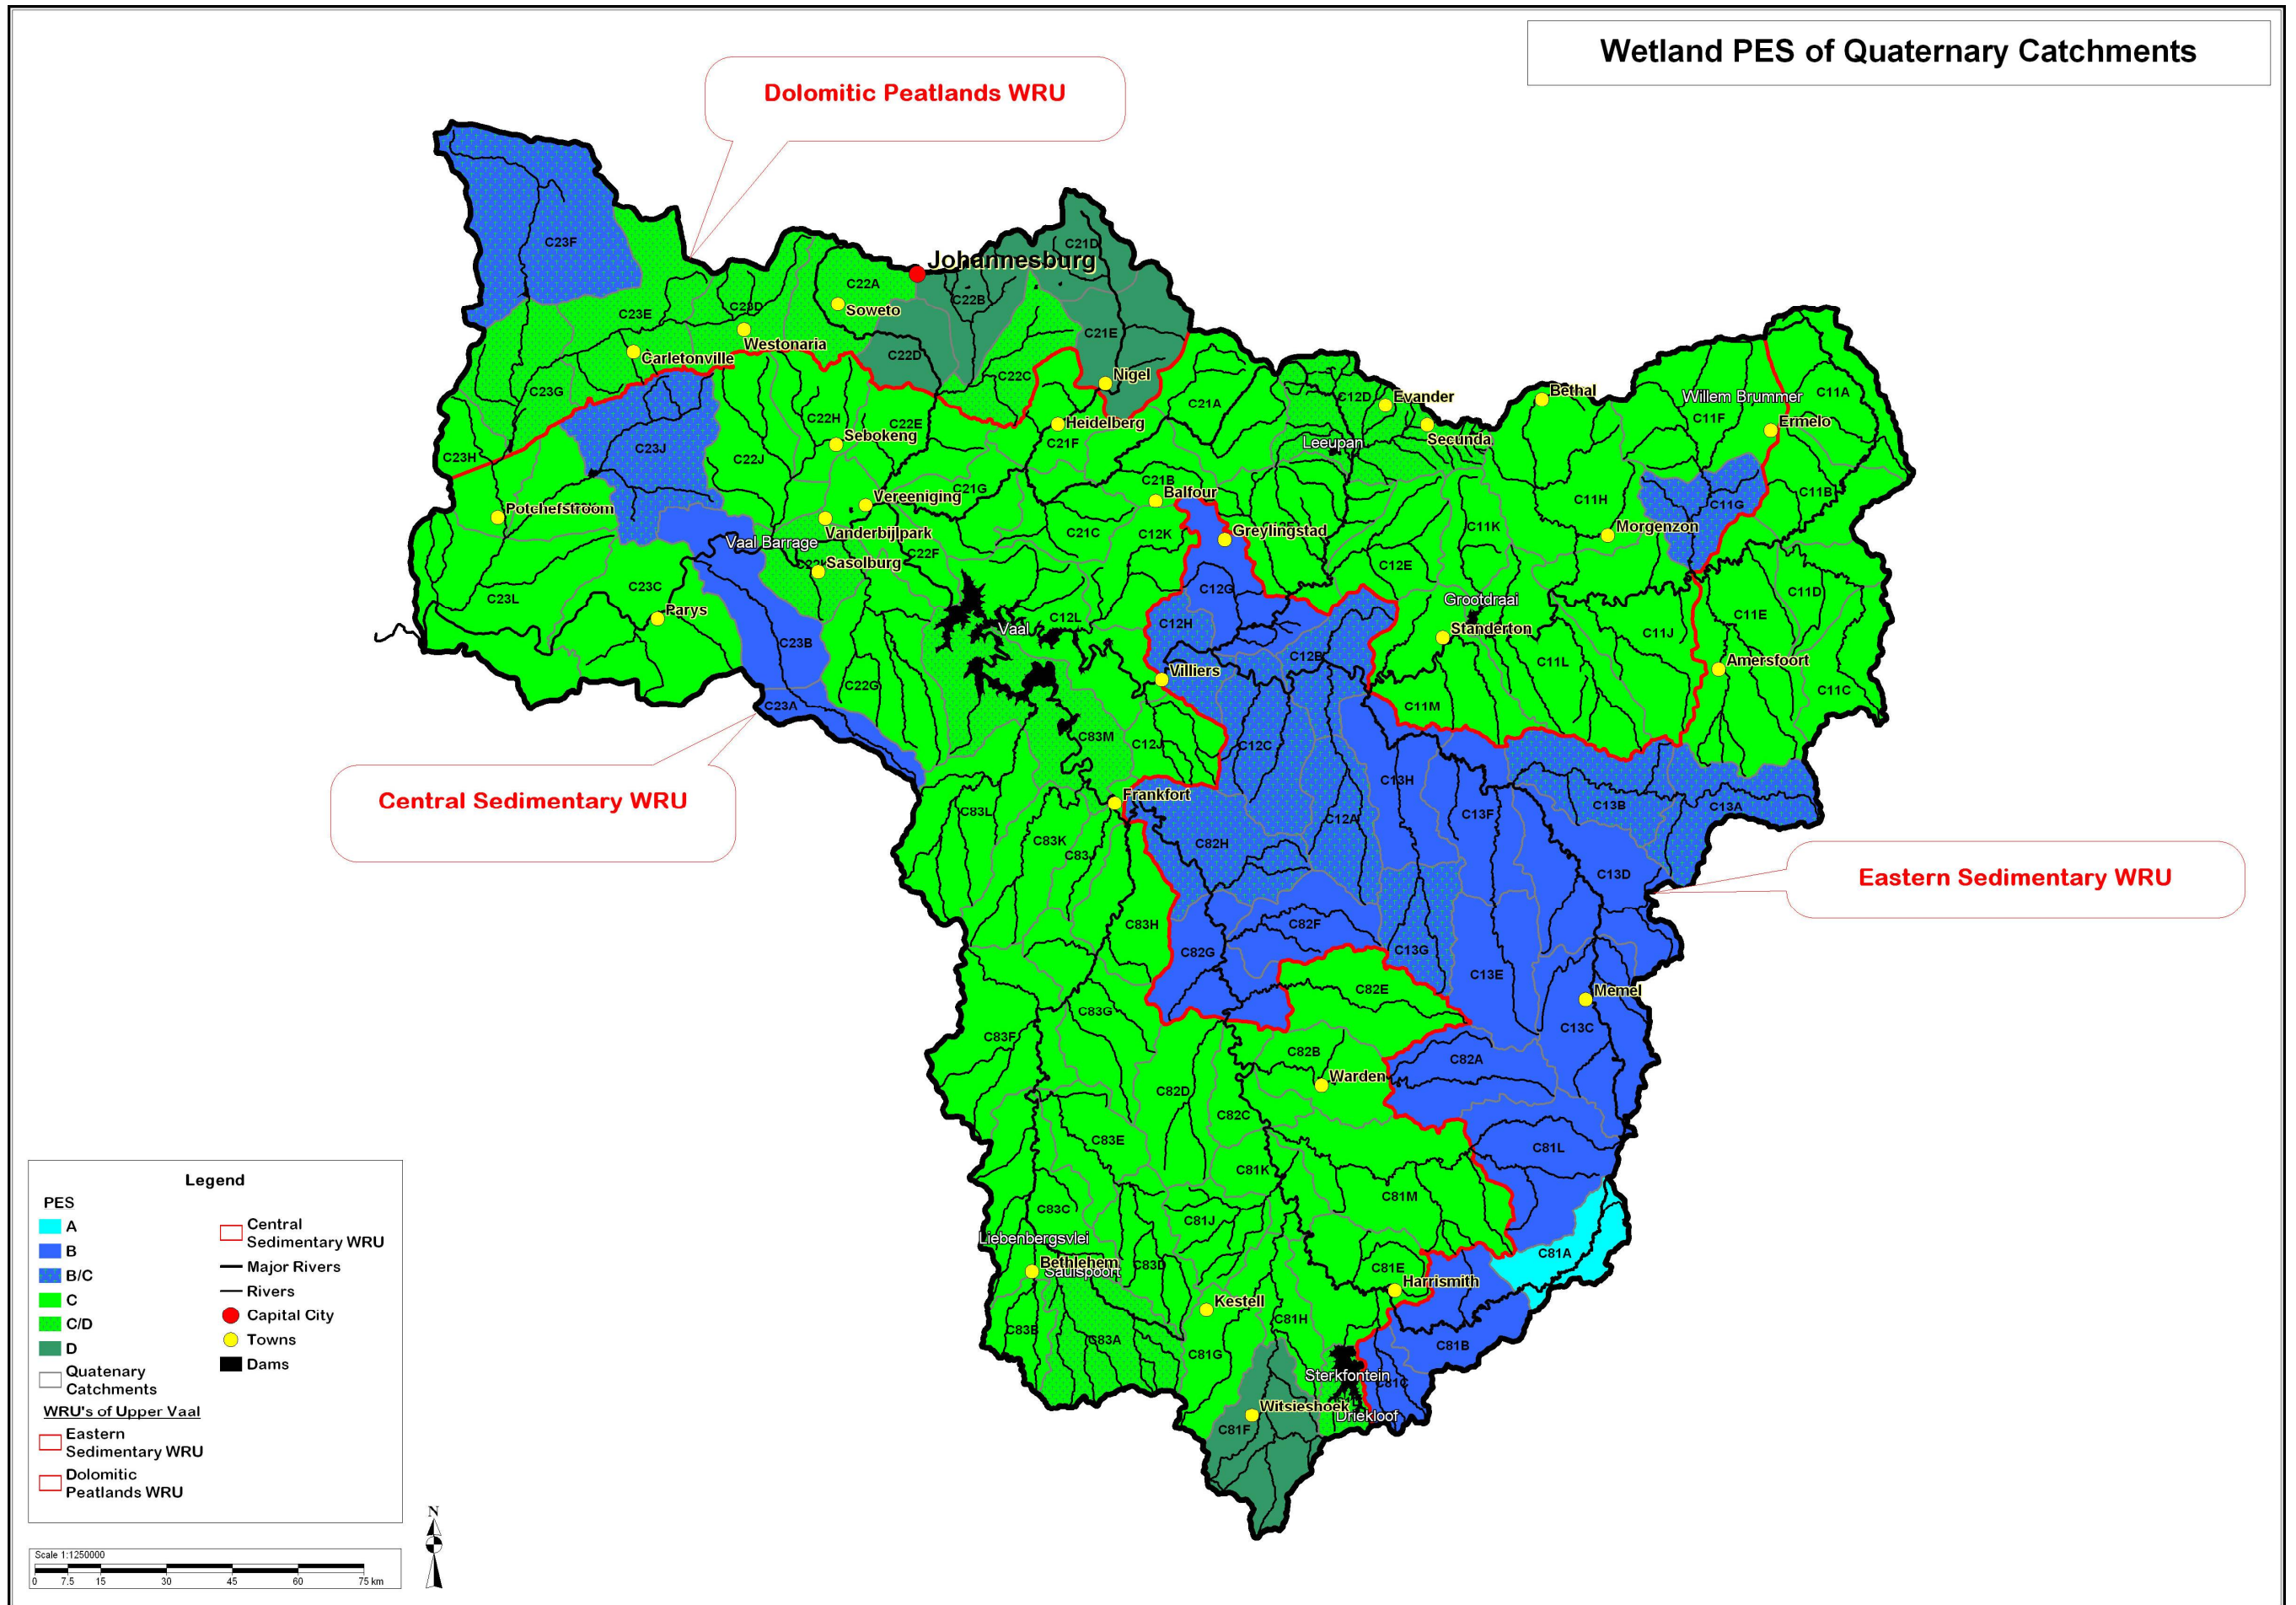 Wetland PES of Quaternary Catchments
Dolomitic Peatlands WRU
C23F
C21D
Johannesburg
C22A
C22B
Soweto
C23D
C23E
C21E
Westonaria
Carletonville
C22D
C22C
Nigel
C23G
C21A
C12D
Evander
Bethal
Willem Brummer
C11A
C11F
Ermelo
C22H
C22E
Heidelberg
C21F
Secunda
Leeupan
Sebokeng
C23J
C23H
C22J
C21G
C21B
Balfour
C11B
C11G
C11H
Vereeniging
Potchefstroom
Vanderbijlpark
Vaal Barrage
C21C
C12K
Greylingstad
C11K
Morgenzon
C22F
Sasolburg
C12E
C23L
C23C
Parys
C12G
C11D
Grootdraai
C11E
C12L
C12H
Vaal
Standerton
C11J
C23B
C12B
C11L
Amersfoort
Villiers
C22G
C11C
C23A
C11M
C83M
C12J
C12C
C13H
Central Sedimentary WRU
Frankfort
C13B
C13A
C83L
C13F
C12A
C83K
C83J
C82H
C13D
Eastern Sedimentary WRU
C83H
C82F
C82G
C13G
C13E
C82E
Memel
C83G
C13C
C83F
C82B
C82A
Warden
C82D
C82C
C83E
C81L
C81K
C81M
C83C
C81J
Liebenbergsvlei
C81A
Bethlehem
Saulspoort
C83D
C81E
Harrismith
Kestell
C81H
C83B
C83A
C81B
C81G
Sterkfontein
C81C
Witsieshoek
Driekloof
C81F
Legend
PES
A
B
B/C
C
C/D
D
Quatenary
Catchments
WRU's of Upper Vaal
Eastern
Sedimentary WRU
Dolomitic
Peatlands WRU
Central
Sedimentary WRU
Major Rivers
Rivers
Capital City
Towns
Dams
N
Scale 1:1250000
0 7.5 15 30 45 60 75 km